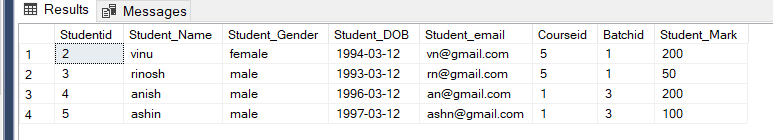 Results Messages
Studentid Student_Name Student_Gender Student_DOB Student_email Courseid Batchid Student_Mark
1 2 vinu female 1994-03-12 vn@gmail.com 5 1 200
2 3 rinosh male 1993-03-12 rn@gmail.com 5 1 50
3 4 anish male 1996-03-12 an@gmail.com 1 3 200
4 5 ashin male 1997-03-12 ashn@gmail.com 1 3 100